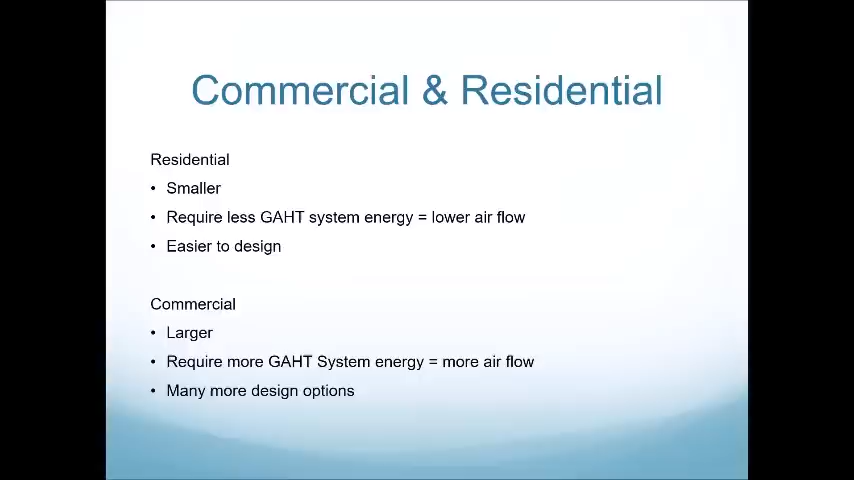 Commercial & Residential
Residential
• Smaller
• Require less GAHT system energy = lower air flow
• Easier to design
Commercial
• Larger
• Require more GAHT System energy = more air flow
• Many more design options